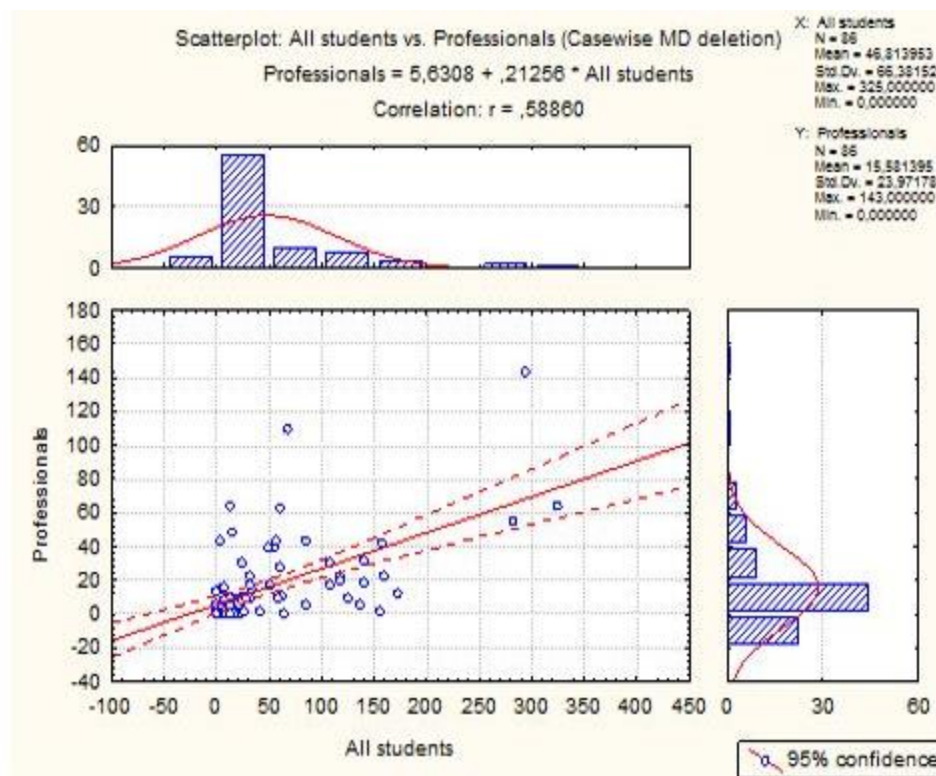 Scatterplot: All students vs. Professionals (Casewise MD deletion)
Professionals = 5,6308 + ,21256 * All students
Correlation: r = ,58860
X: All students
N = 86
Mean = 46,813953
Std.Dv. = 66,38152
Max. = 325,000000
Min. = 0,000000
Y: Professionals
N = 86
Mean = 15,581395
Std.Dv. = 23,97178
Max. = 143,000000
Min. = 0,000000
60
30
0
180
160
140
120
100
80
60
40
20
0
-20
-40
Professionals
-100 -50 0 50 100 150 200 250 300 350 400 450
All students
0 30 60
95% confidence